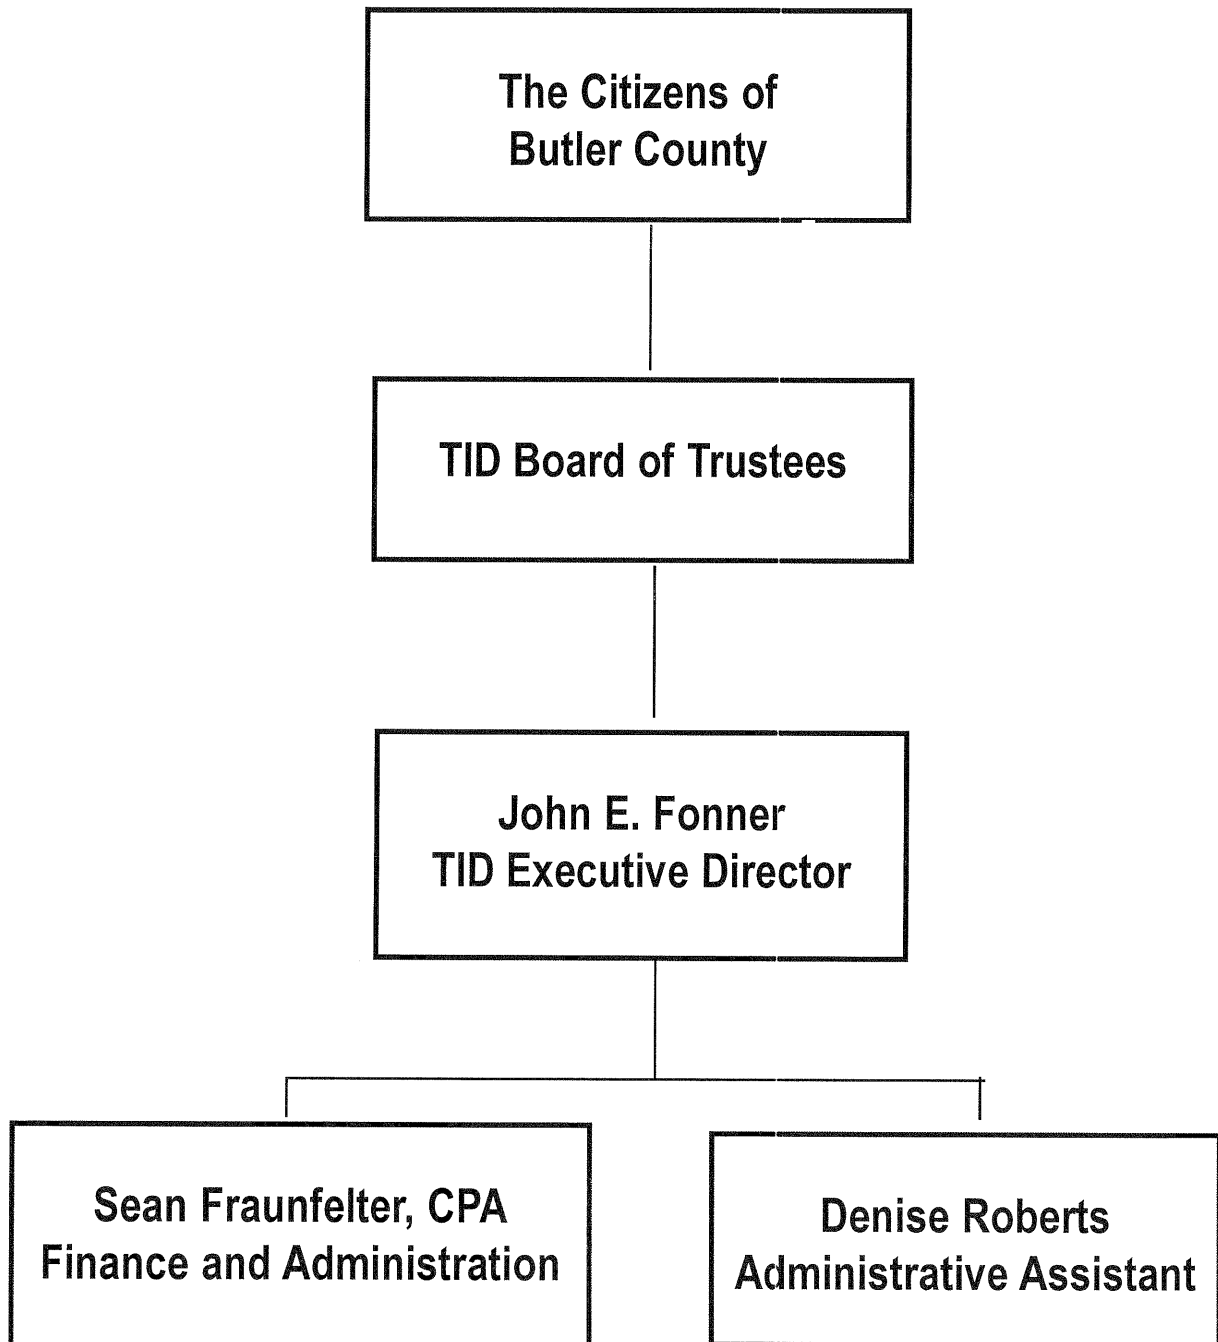 The Citizens of
Butler County
TID Board of Trustees
John E. Fonner
TID Executive Director
Sean Fraunfelter, CPA
Finance and Administration
Denise Roberts
Administrative Assistant